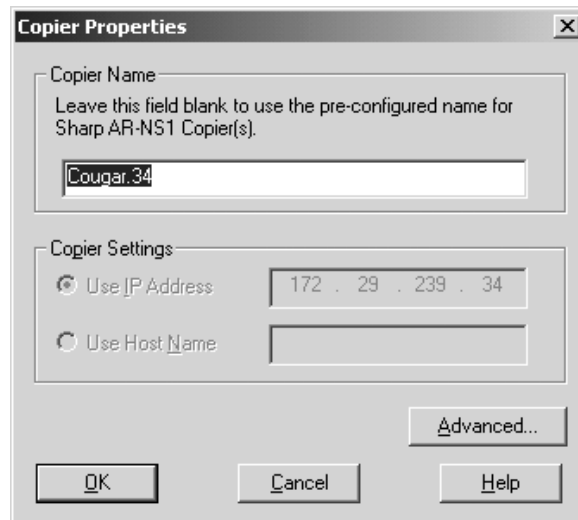 Copier Properties
Copier Name
Leave this field blank to use the pre-configured name for
Sharp AR-NS1 Copier(s).
Cougar.34
Copier Settings
Use IP Address
172 . 29 . 239 . 34
Use Host Name
Advanced...
OK
Cancel
Help